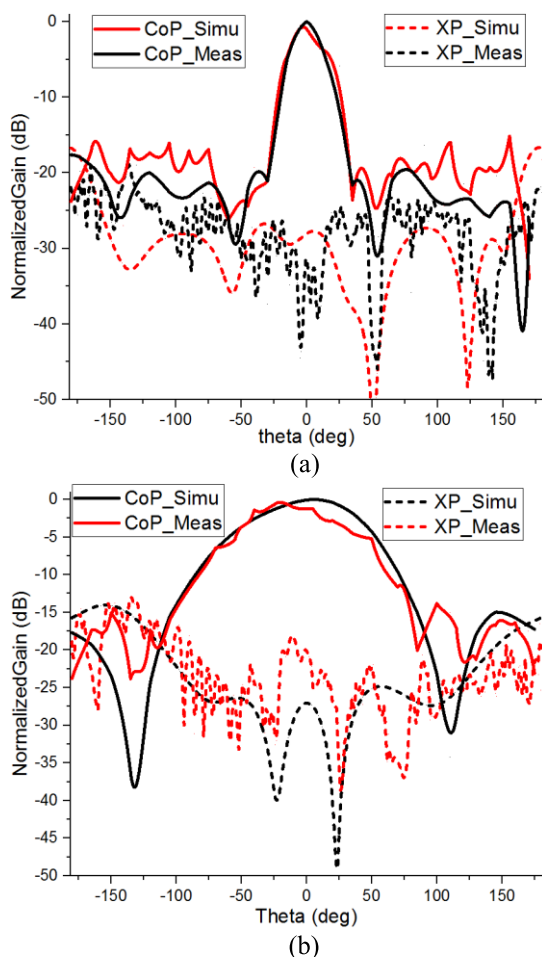 CoP_Simu
CoP_Meas
XP_Simu
XP_Meas
NormalizedGain (dB)
0
-10
-20
-30
-40
-50
-150 -100 -50 0 50 100 150
theta (deg)
(a)
CoP_Simu
CoP_Meas
XP_Simu
XP_Meas
NormalizedGain (dB)
0
-5
-10
-15
-20
-25
-30
-35
-40
-45
-50
-150 -100 -50 0 50 100 150
Theta (deg)
(b)